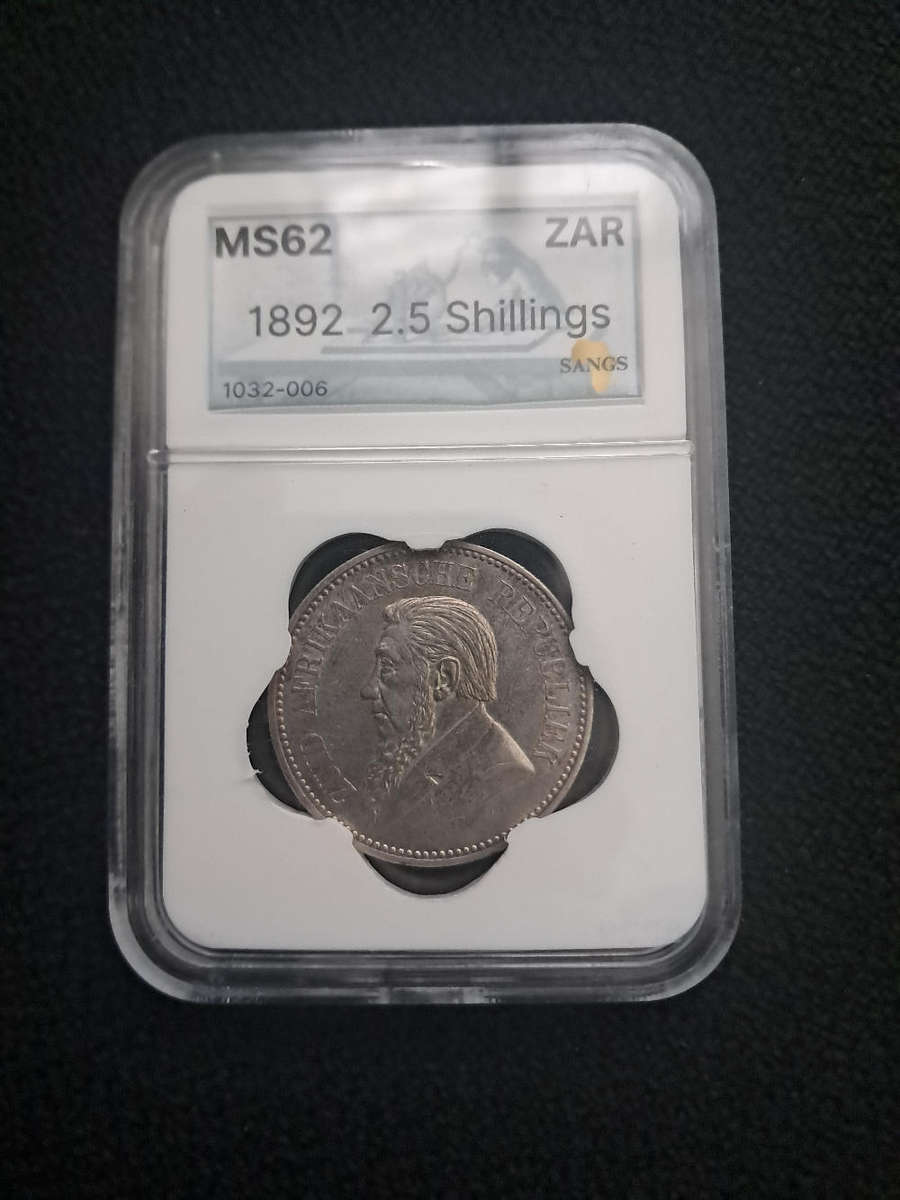 MS62 ZAR
1892 2.5 Shillings
SANGS
1032-006
ZUID AFRIKAANSCHE REPUBLIEK